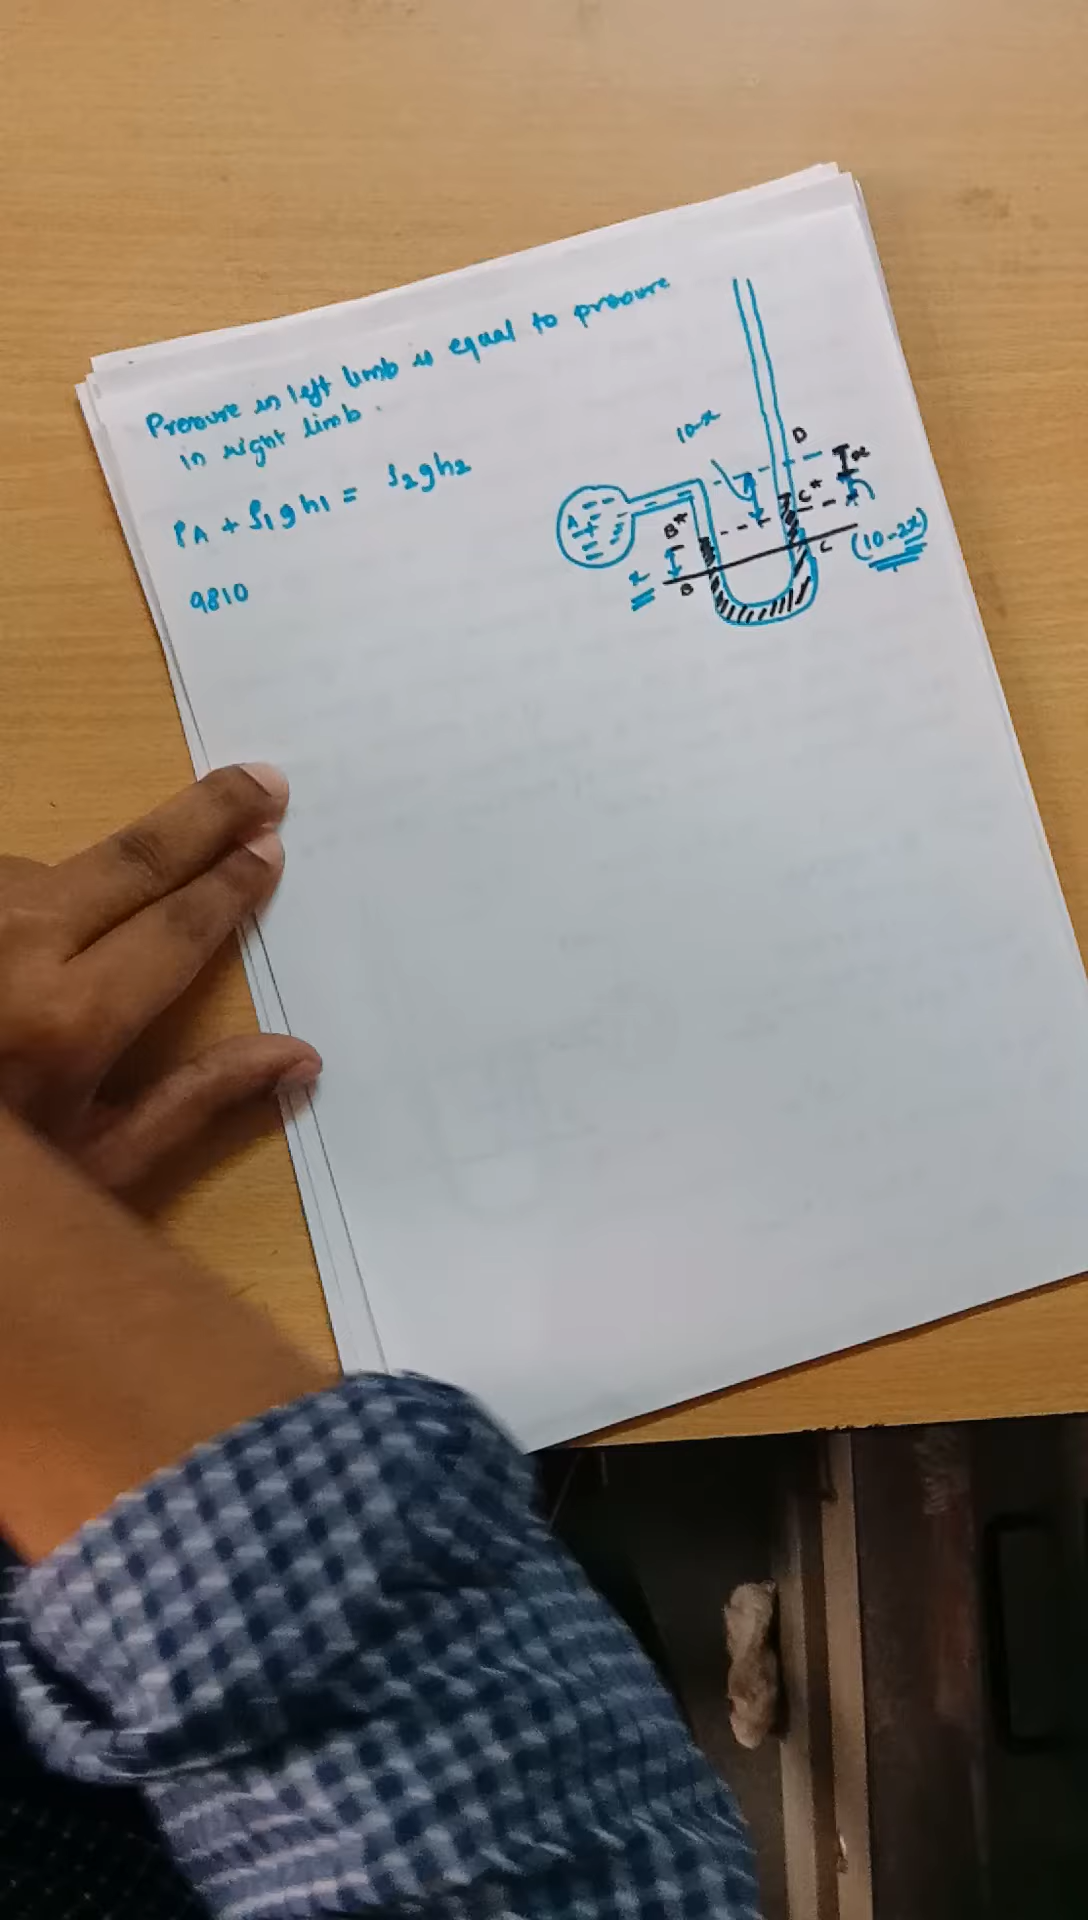 Pressure in left limb is equal to pressure
in right limb.
PA + ρ1gh1 = ρ2gh2
9810
10-x
D
x
A
B*
C*
x
B
C
(10-2x)